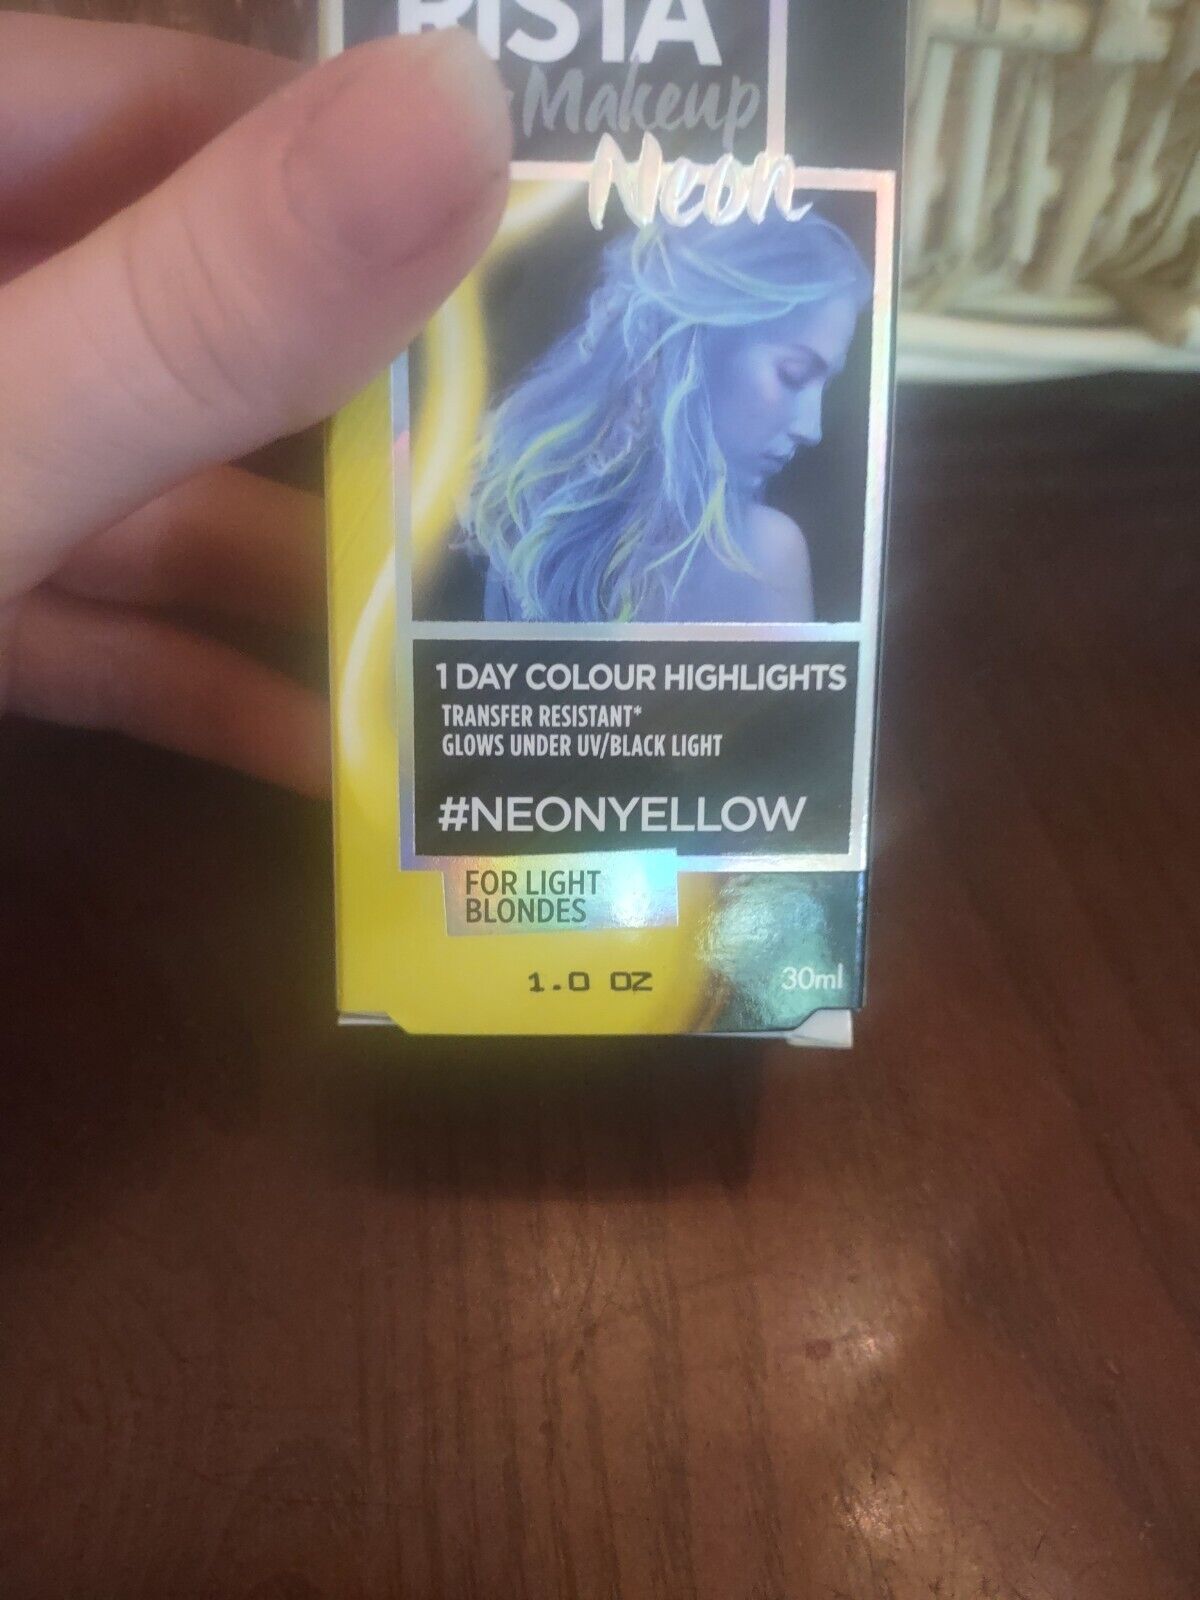 RISTA
Makeup
Neon
1 DAY COLOUR HIGHLIGHTS
TRANSFER RESISTANT*
GLOWS UNDER UV/BLACK LIGHT
#NEONYELLOW
FOR LIGHT
BLONDES
1.0 OZ
30ml